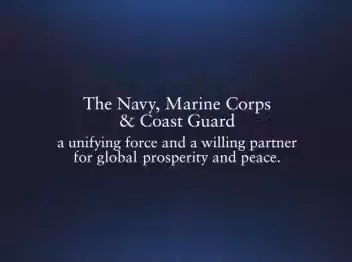 The Navy, Marine Corps
& Coast Guard
a unifying force and a willing partner
for global prosperity and peace.